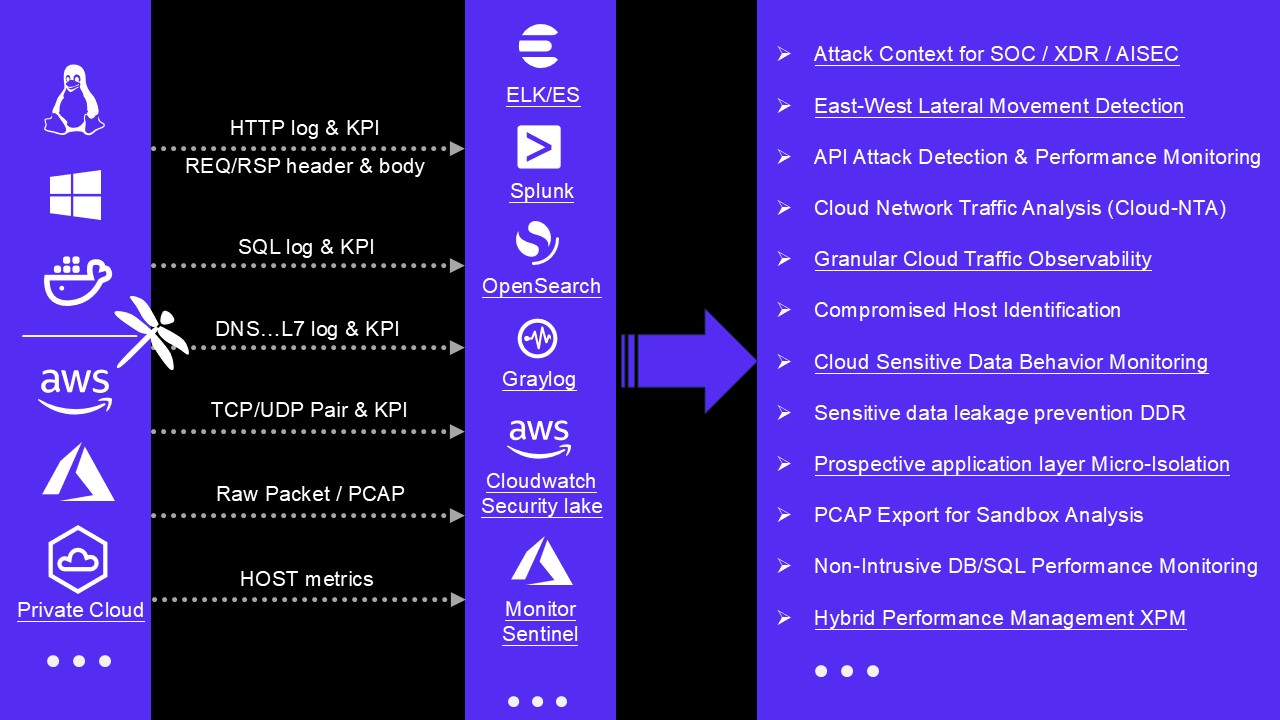 aws
Private Cloud
HTTP log & KPI
REQ/RSP header & body
SQL log & KPI
DNS...L7 log & KPI
TCP/UDP Pair & KPI
Raw Packet / PCAP
HOST metrics
ELK/ES
Splunk
OpenSearch
Graylog
aws
Cloudwatch
Security lake
Monitor
Sentinel
Attack Context for SOC / XDR / AISEC
East-West Lateral Movement Detection
API Attack Detection & Performance Monitoring
Cloud Network Traffic Analysis (Cloud-NTA)
Granular Cloud Traffic Observability
Compromised Host Identification
Cloud Sensitive Data Behavior Monitoring
Sensitive data leakage prevention DDR
Prospective application layer Micro-Isolation
PCAP Export for Sandbox Analysis
Non-Intrusive DB/SQL Performance Monitoring
Hybrid Performance Management XPM